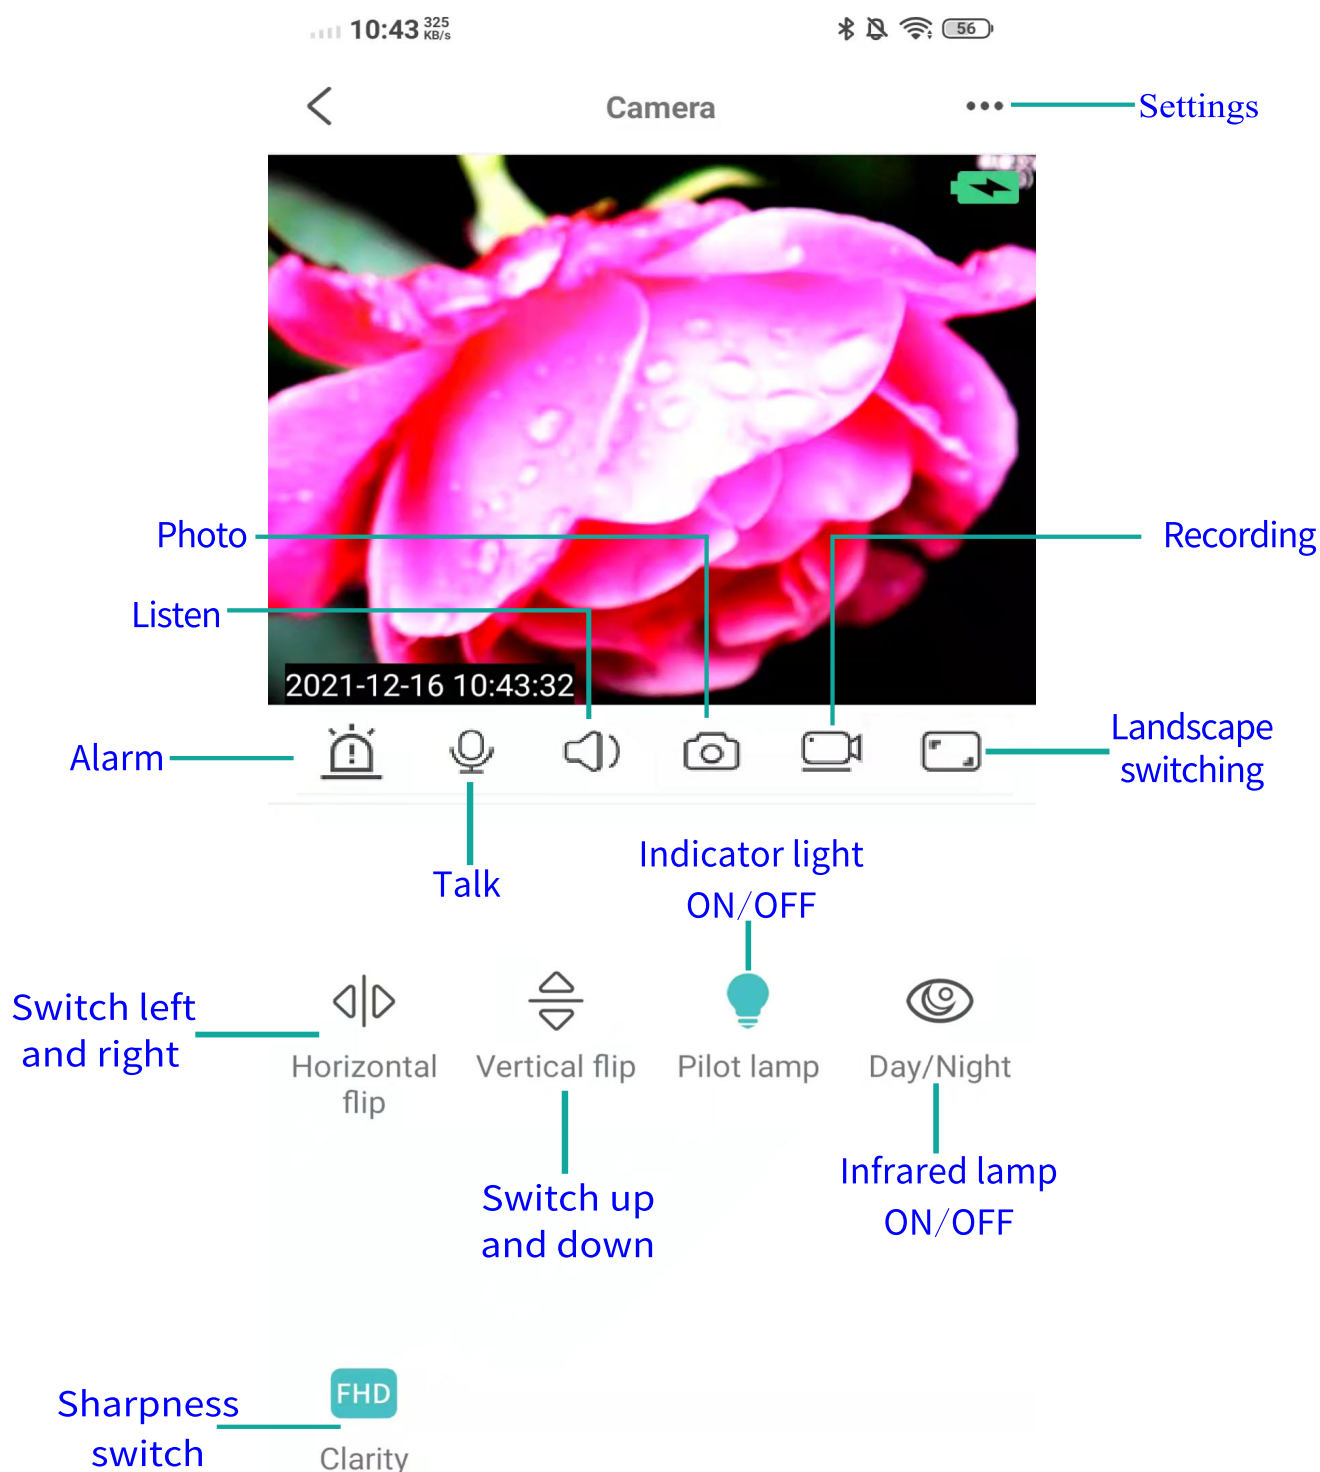 10:43 325 KB/s 56
Camera
Settings
Photo
Recording
Listen
2021-12-16 10:43:32
Alarm
Landscape
switching
Talk
Indicator light
ON/OFF
Switch left
and right
Horizontal
flip
Vertical flip
Pilot lamp
Day/Night
Switch up
and down
Infrared lamp
ON/OFF
FHD
Sharpness
switch
Clarity